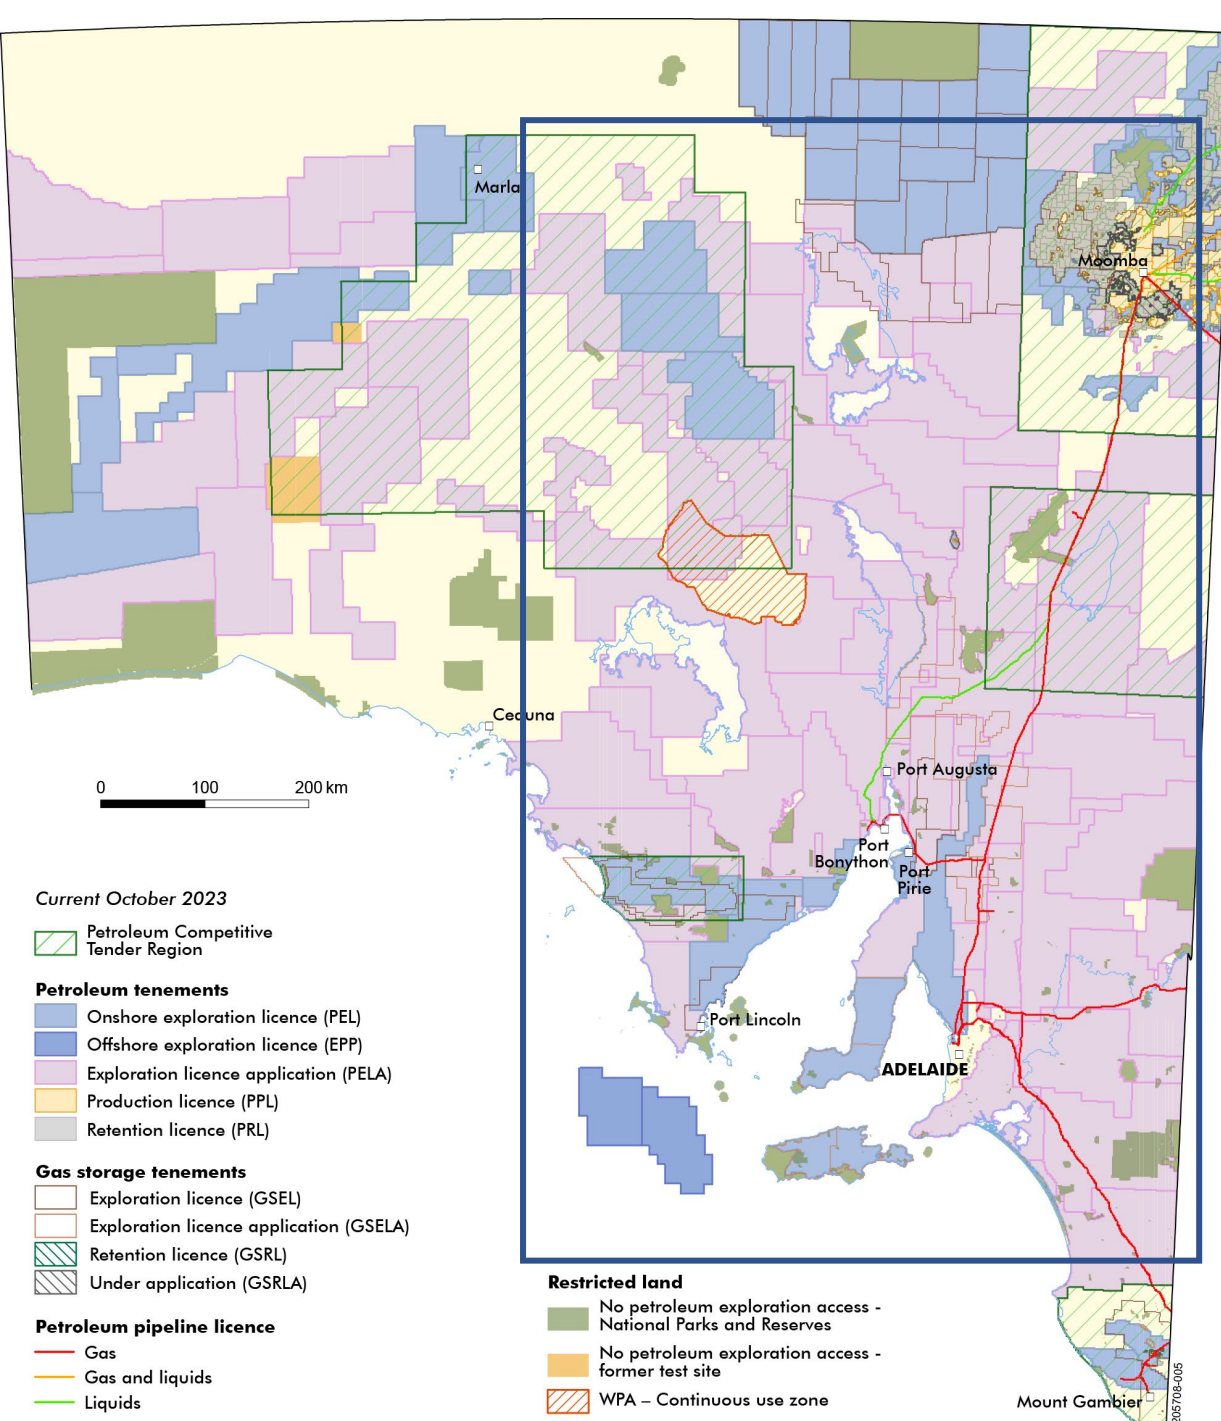 Marla
Moomba
Ceduna
0 100 200 km
Port Augusta
Port
Bonython
Port
Pirie
Port Lincoln
ADELAIDE
Mount Gambier
205708-005
Current October 2023
Petroleum Competitive
Tender Region
Petroleum tenements
Onshore exploration licence (PEL)
Offshore exploration licence (EPP)
Exploration licence application (PELA)
Production licence (PPL)
Retention licence (PRL)
Gas storage tenements
Exploration licence (GSEL)
Exploration licence application (GSELA)
Retention licence (GSRL)
Under application (GSRLA)
Petroleum pipeline licence
Gas
Gas and liquids
Liquids
Restricted land
No petroleum exploration access -
National Parks and Reserves
No petroleum exploration access -
former test site
WPA – Continuous use zone